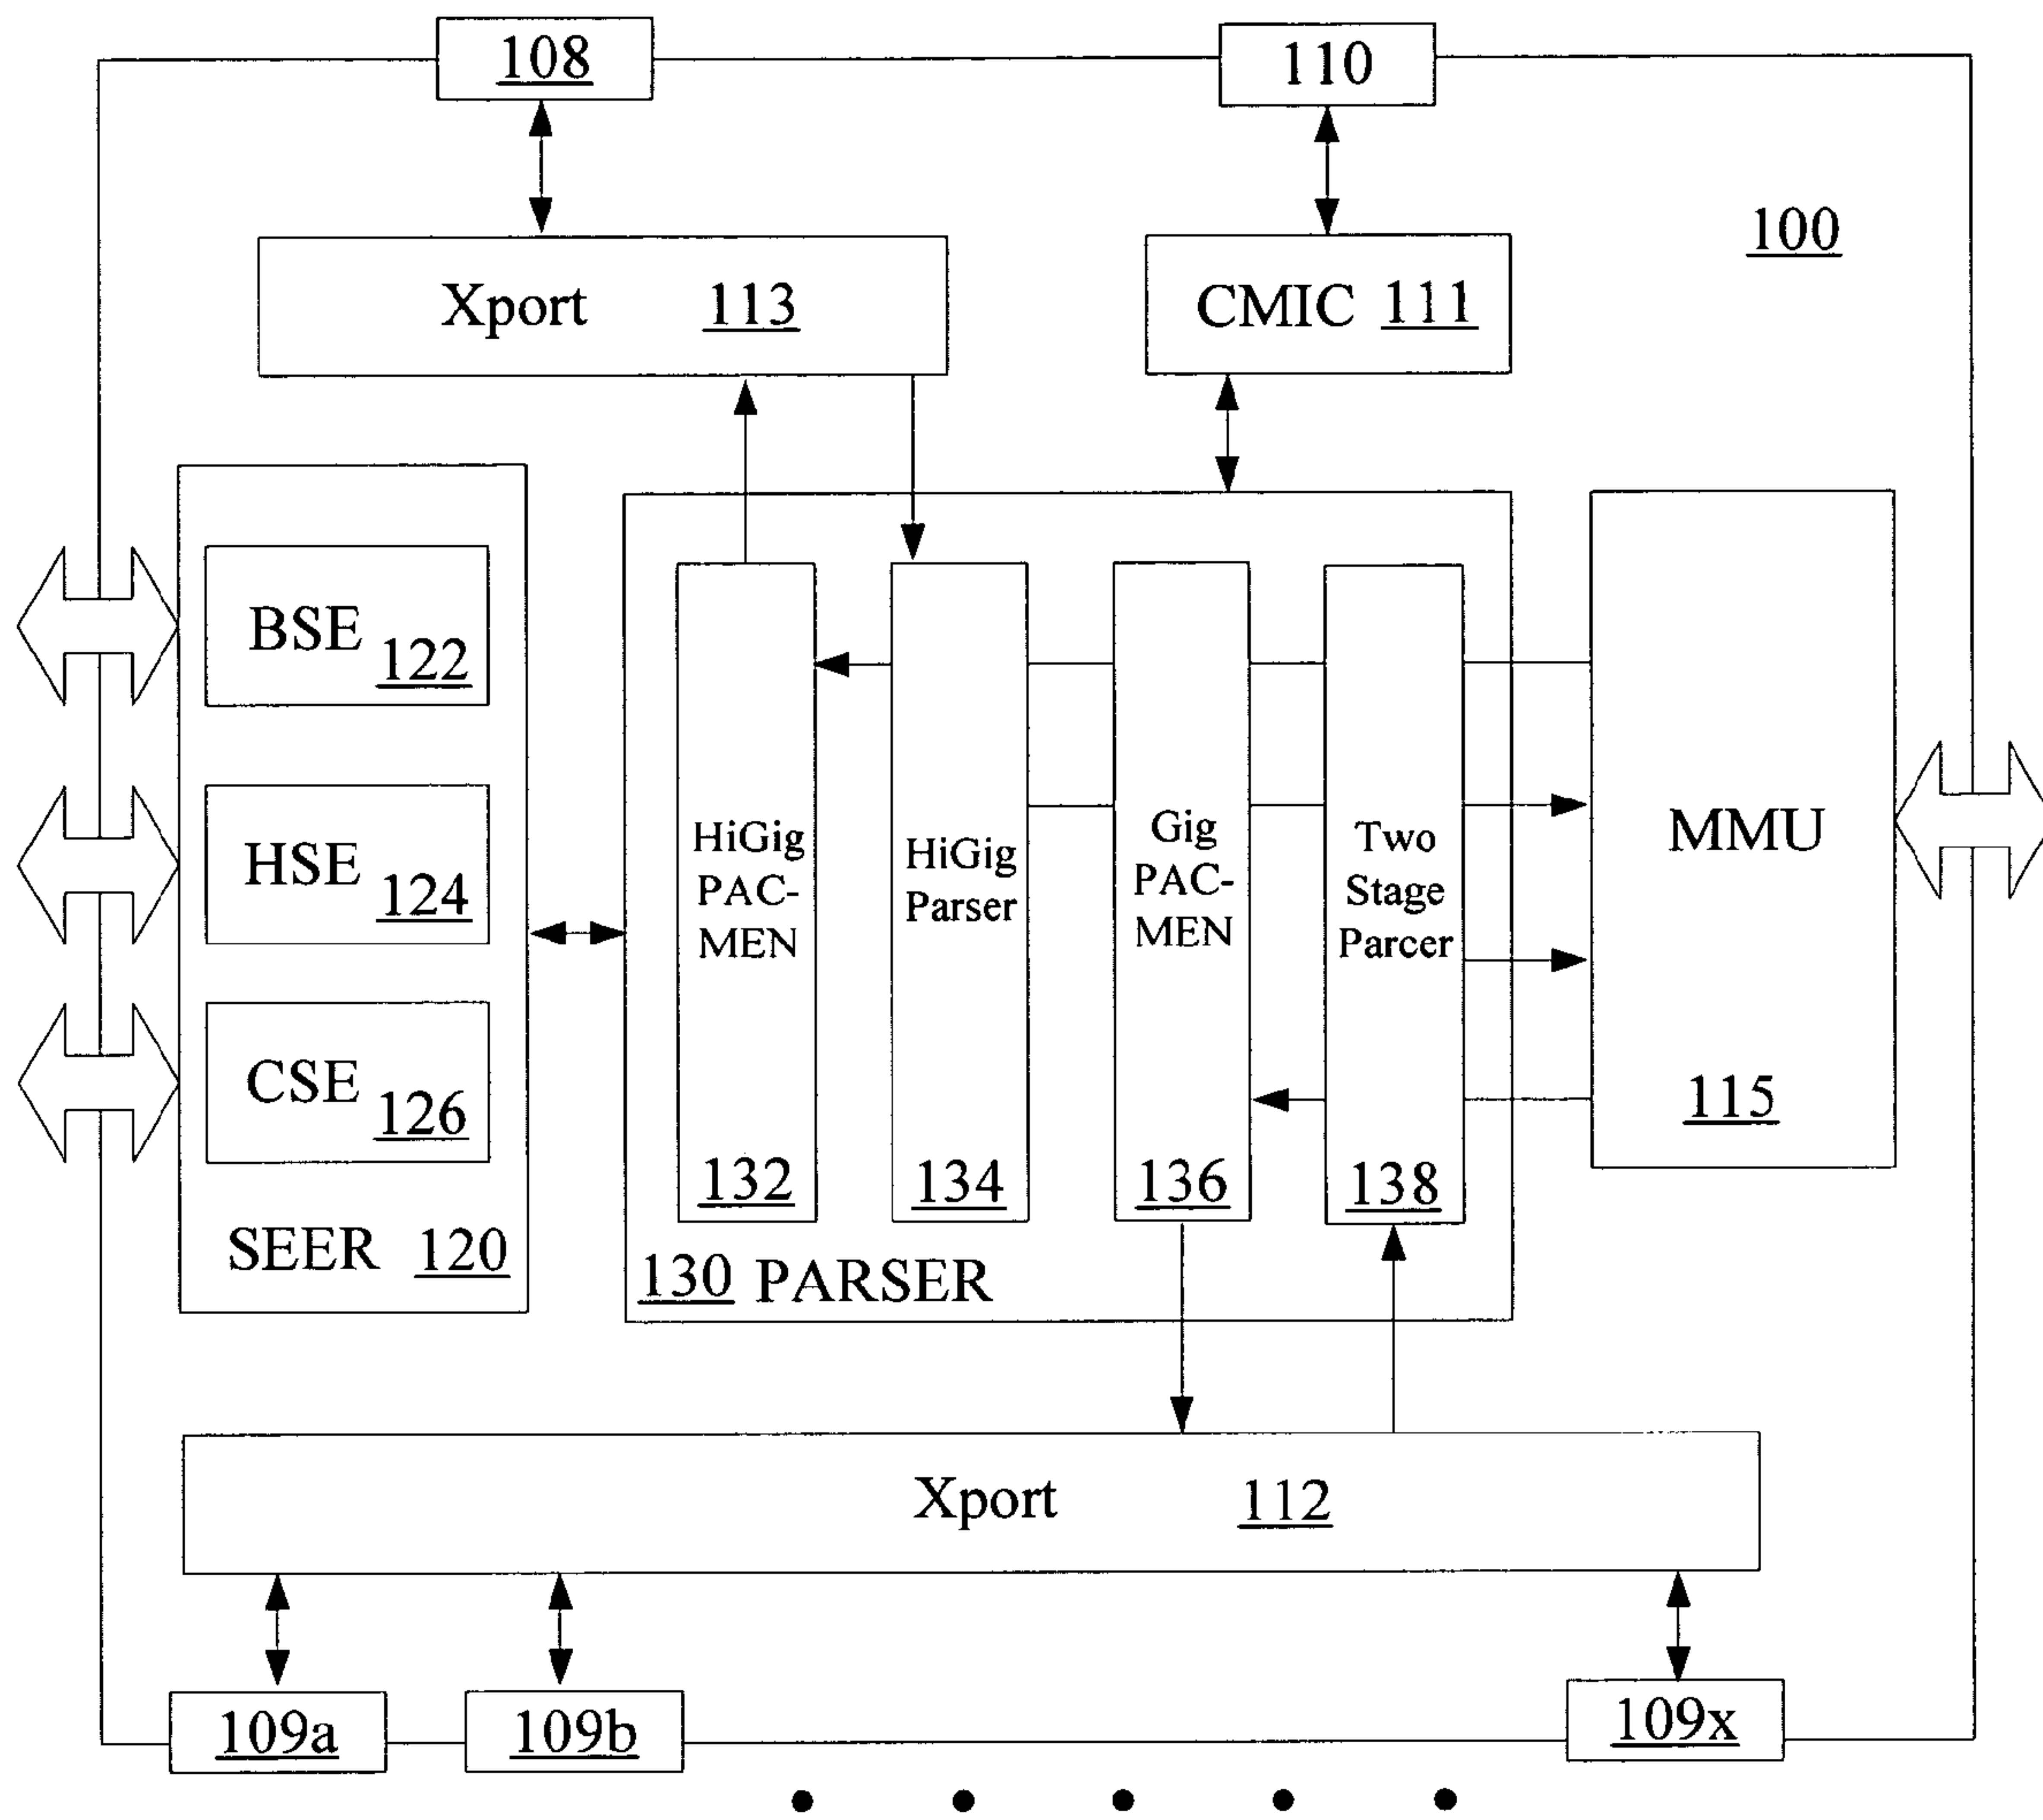 108
110
100
Xport 113
CMIC 111
BSE 122
HSE 124
CSE 126
SEER 120
HiGig
PAC-
MEN
132
HiGig
Parser
134
Gig
PAC-
MEN
136
Two
Stage
Parcer
138
130 PARSER
MMU
115
Xport 112
109a
109b
109x